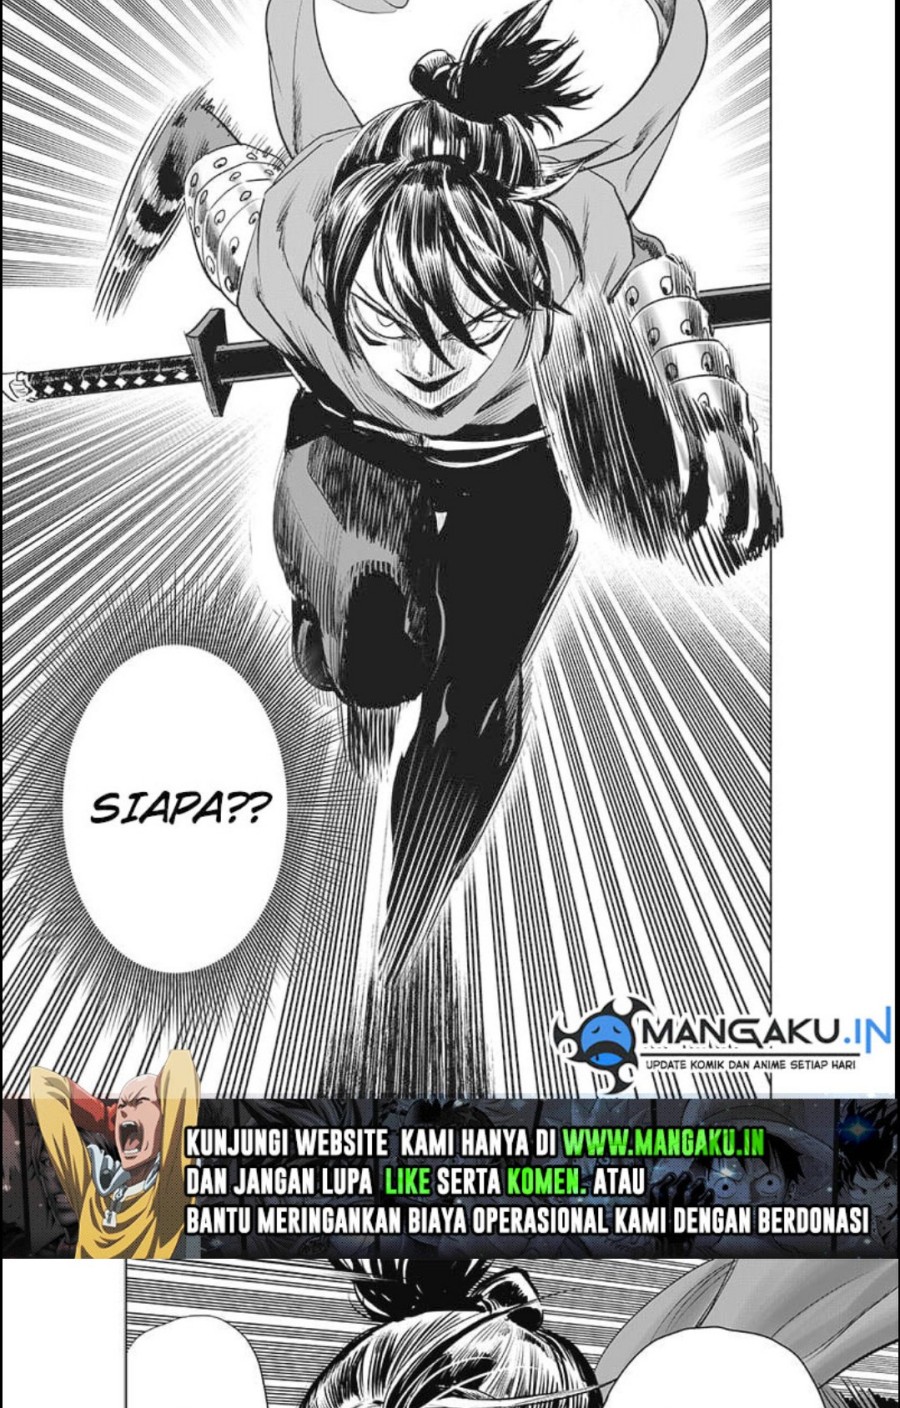 SIAPA??
MANGAKU.IN
UPDATE KOMIK DAN ANIME SETIAP HARI
KUNJUNGI WEBSITE KAMI HANYA DI WWW.MANGAKU.IN
DAN JANGAN LUPA LIKE SERTA KOMEN. ATAU
BANTU MERINGANKAN BIAYA OPERASIONAL KAMI DENGAN BERDONASI